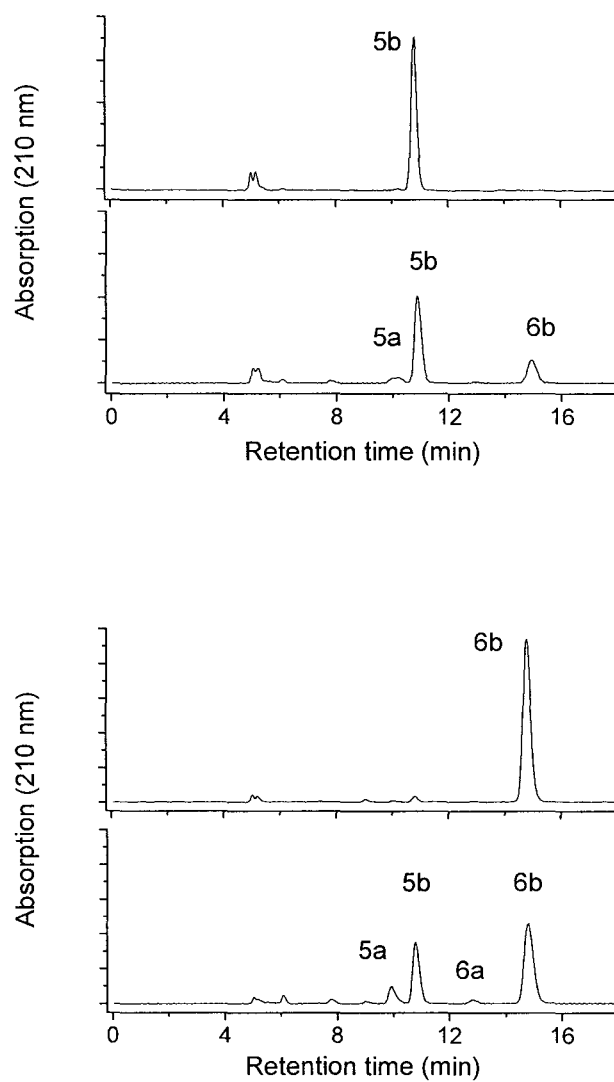 5b
Absorption (210 nm)
5b
5a
6b
0 4 8 12 16
Retention time (min)
6b
Absorption (210 nm)
5b
6b
5a
6a
0 4 8 12 16
Retention time (min)